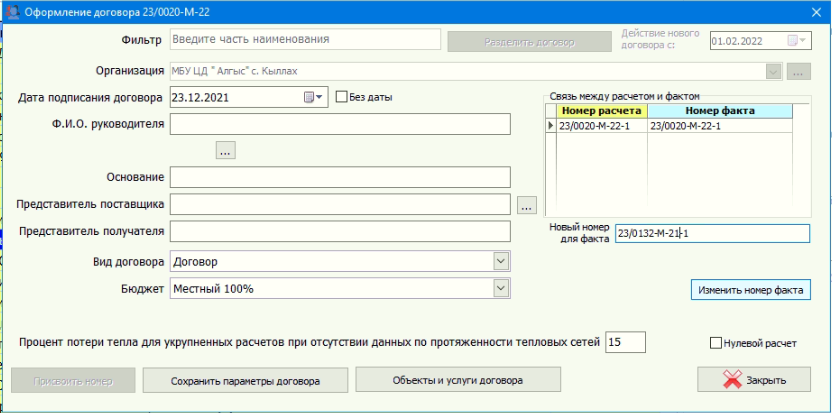 Оформление договора 23/0020-М-22
Фильтр Введите часть наименования Разделить договор Действие нового договора с: 01.02.2022
Организация МБУ ЦД " Алгыс" с. Кыллах ...
Дата подписания договора 23.12.2021 Без даты
Связь между расчетом и фактом
Номер расчета Номер факта
23/0020-М-22-1 23/0020-М-22-1
Ф.И.О. руководителя
...
Основание
Представитель поставщика ...
Представитель получателя
Новый номер для факта 23/0132-М-21-1
Вид договора Договор
Бюджет Местный 100%
Изменить номер факта
Процент потери тепла для укрупненных расчетов при отсутствии данных по протяженности тепловых сетей 15
Нулевой расчет
Присвоить номер Сохранить параметры договора Объекты и услуги договора Закрыть